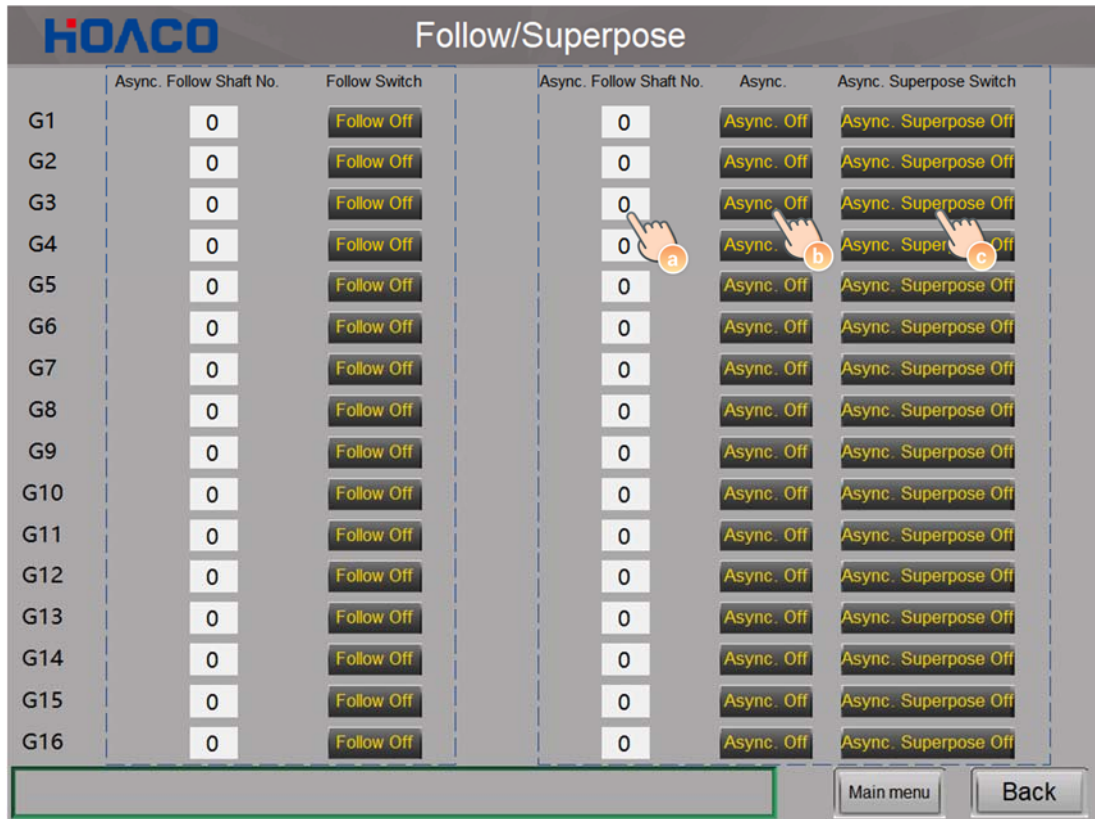 HOACO Follow/Superpose
Async. Follow Shaft No. Follow Switch Async. Follow Shaft No. Async. Async. Superpose Switch
G1 0 Follow Off 0 Async. Off Async. Superpose Off
G2 0 Follow Off 0 Async. Off Async. Superpose Off
G3 0 Follow Off 0 Async. Off Async. Superpose Off
G4 0 Follow Off 0 Async. Off
a b c
G5 0 Follow Off 0 Async. Off Async. Superpose Off
G6 0 Follow Off 0 Async. Off Async. Superpose Off
G7 0 Follow Off 0 Async. Off Async. Superpose Off
G8 0 Follow Off 0 Async. Off Async. Superpose Off
G9 0 Follow Off 0 Async. Off Async. Superpose Off
G10 0 Follow Off 0 Async. Off Async. Superpose Off
G11 0 Follow Off 0 Async. Off Async. Superpose Off
G12 0 Follow Off 0 Async. Off Async. Superpose Off
G13 0 Follow Off 0 Async. Off Async. Superpose Off
G14 0 Follow Off 0 Async. Off Async. Superpose Off
G15 0 Follow Off 0 Async. Off Async. Superpose Off
G16 0 Follow Off 0 Async. Off Async. Superpose Off
Main menu Back